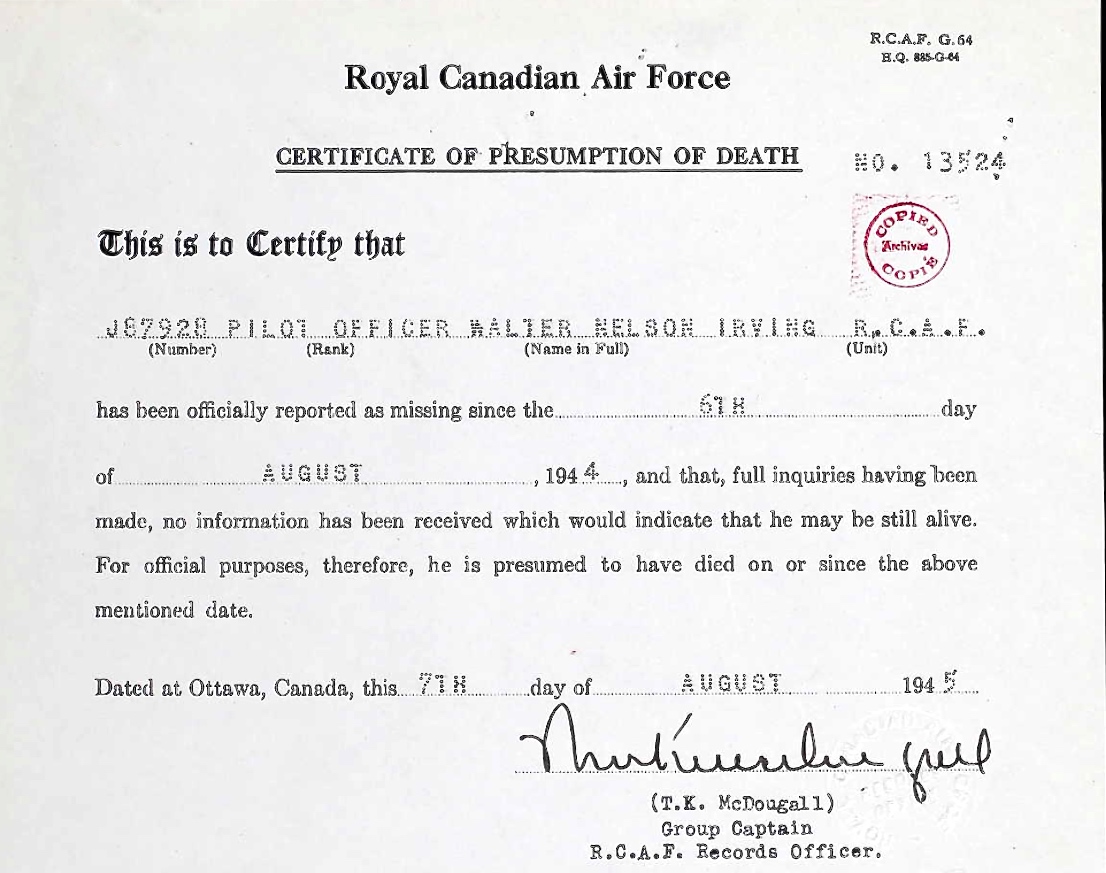 R.C.A.F. G.64
H.Q. 885-G-64
Royal Canadian Air Force
CERTIFICATE OF PRESUMPTION OF DEATH
NO. 13524
COPIED
Archives
COPIÉ
This is to Certify that
J87928 PILOT OFFICER WALTER NELSON IRVING R.C.A.F.
(Number) (Rank) (Name in Full) (Unit)
has been officially reported as missing since the 6TH day
of AUGUST, 1944, and that, full inquiries having been
made, no information has been received which would indicate that he may be still alive.
For official purposes, therefore, he is presumed to have died on or since the above
mentioned date.
Dated at Ottawa, Canada, this 7TH day of AUGUST 1945
(T.K. McDougall)
Group Captain
R.C.A.F. Records Officer.